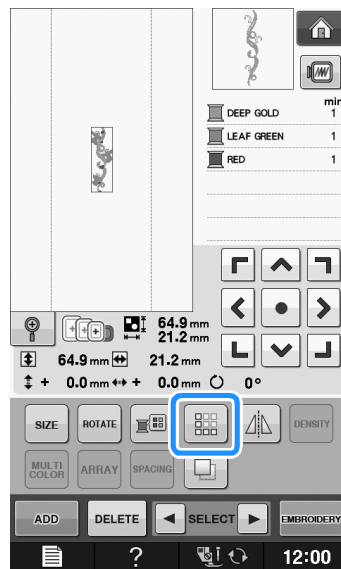 min
DEEP GOLD 1
LEAF GREEN 1
RED 1
64.9 mm
21.2 mm
64.9 mm 21.2 mm
+ 0.0 mm + 0.0 mm 0°
SIZE ROTATE DENSITY
MULTI COLOR ARRAY SPACING
ADD DELETE SELECT EMBROIDERY
? 12:00